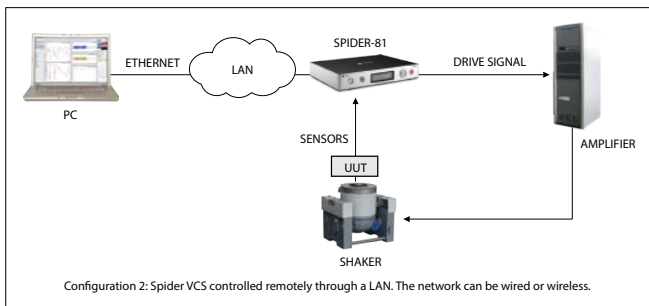 SPIDER-81
ETHERNET
LAN
DRIVE SIGNAL
PC
SENSORS
AMPLIFIER
UUT
SHAKER
Configuration 2: Spider VCS controlled remotely through a LAN. The network can be wired or wireless.